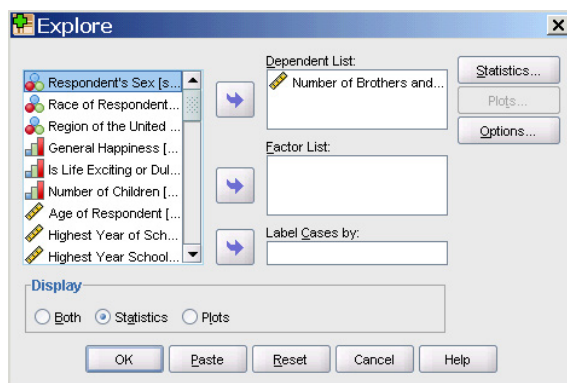 Explore
Dependent List:
Respondent's Sex [s...
Race of Respondent...
Region of the United ...
General Happiness [...
Is Life Exciting or Dul...
Number of Children [...
Age of Respondent [...
Highest Year of Sch...
Highest Year School...
Number of Brothers and...
Statistics...
Plots...
Options...
Factor List:
Label Cases by:
Display
Both
Statistics
Plots
OK
Paste
Reset
Cancel
Help